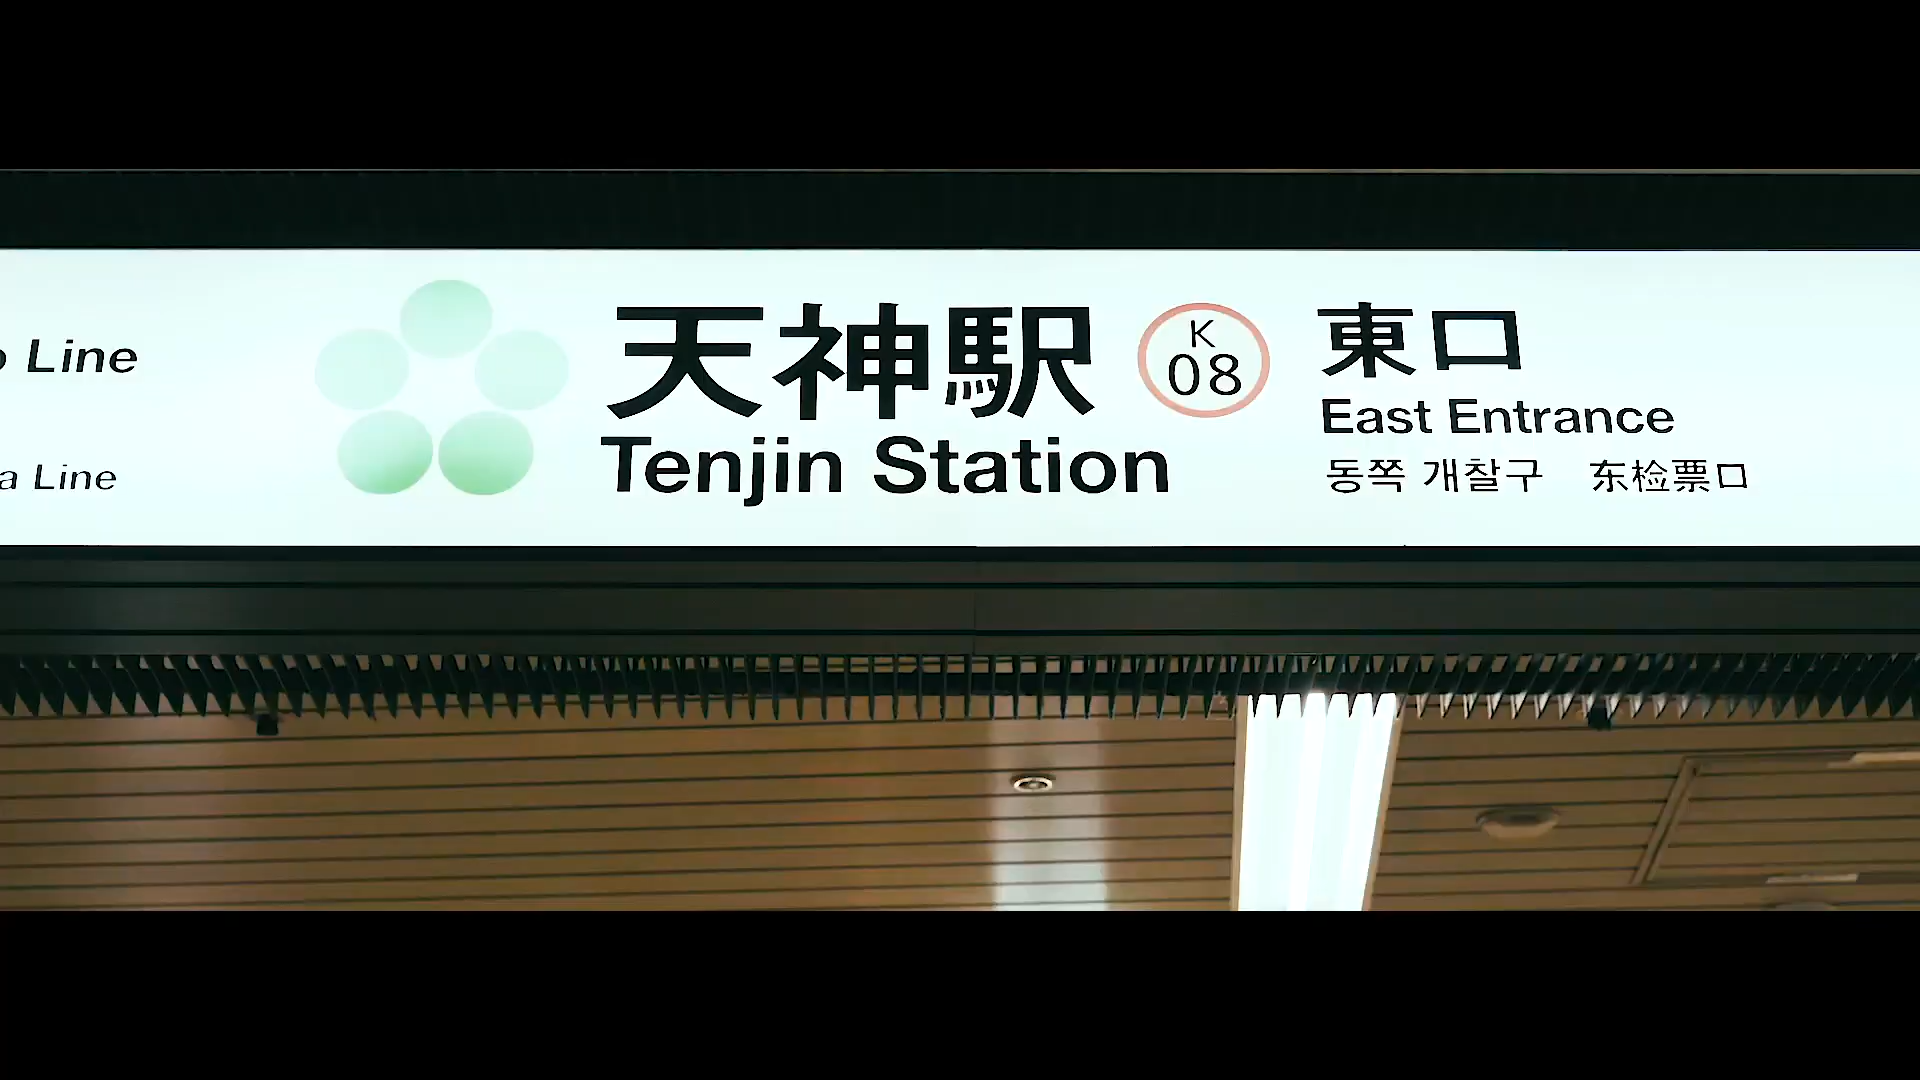 Line
a Line
天神駅
Tenjin Station
K
08
東口
East Entrance
동쪽 개찰구 东检票口